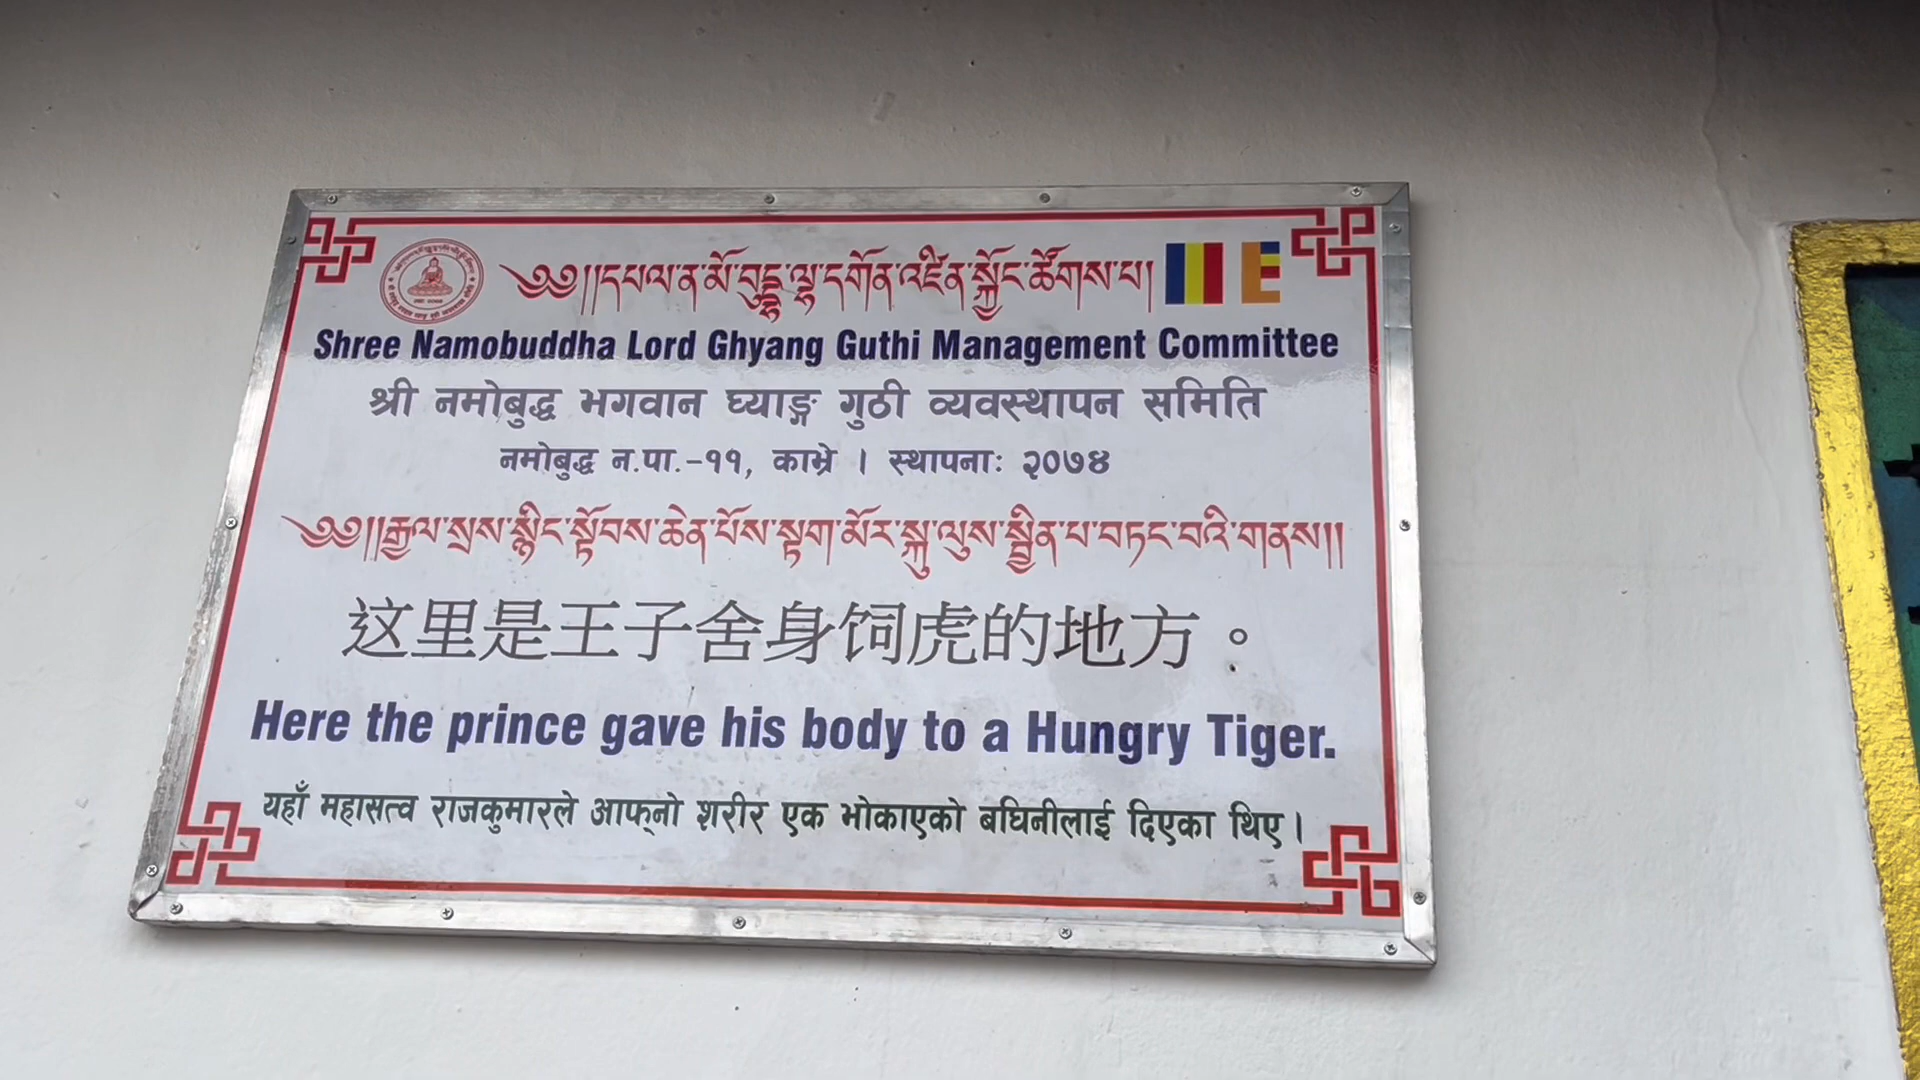 ༄༅།།དཔལ་ན་མོ་བུདྡྷ་ལྷ་དགོན་འཛིན་སྐྱོང་ཚོགས་པ།
Shree Namobuddha Lord Ghyang Guthi Management Committee
श्री नमोबुद्ध भगवान घ्याङ्ग गुठी व्यवस्थापन समिति
नमोबुद्ध न.पा.-११, काभ्रे । स्थापनाः २०७४
༄༅།།རྒྱལ་སྲས་སྙིང་སྟོབས་ཆེན་པོས་སྟག་མོར་སྐུ་ལུས་སྦྱིན་པ་བཏང་བའི་གནས།།
这里是王子舍身饲虎的地方。
Here the prince gave his body to a Hungry Tiger.
यहाँ महासत्व राजकुमारले आफ्‌नो शरीर एक भोकाएको बघिनीलाई दिएका थिए ।